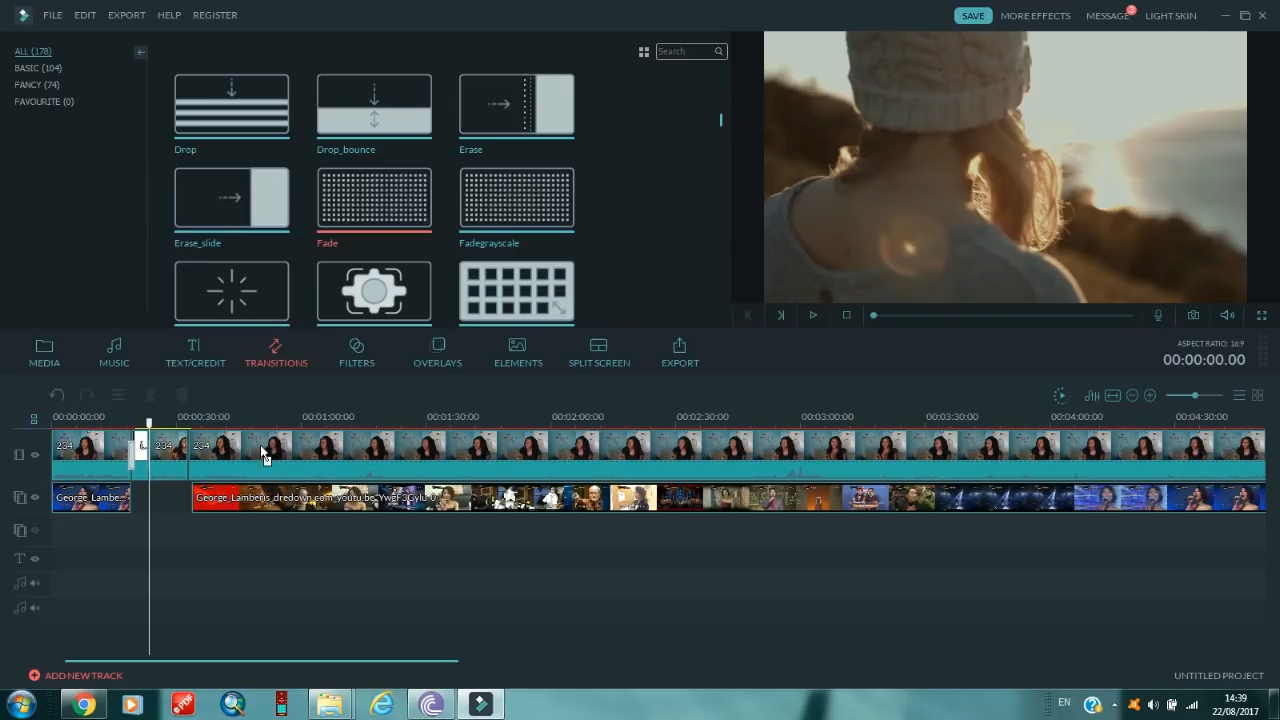 FILE EDIT EXPORT HELP REGISTER
SAVE MORE EFFECTS MESSAGE 3 LIGHT SKIN
ALL (178)
BASIC (104)
FANCY (74)
FAVOURITE (0)
Search
Drop Drop_bounce Erase
Erase_slide Fade Fadegrayscale
MEDIA MUSIC TEXT/CREDIT TRANSITIONS FILTERS OVERLAYS ELEMENTS SPLIT SCREEN EXPORT
ASPECT RATIO: 16:9
00:00:00.00
00:00:00:00 00:00:30:00 00:01:00:00 00:01:30:00 00:02:00:00 00:02:30:00 00:03:00:00 00:03:30:00 00:04:00:00 00:04:30:00
234 234 234
George_Lambe
ADD NEW TRACK
UNTITLED PROJECT
EN
14:39
22/08/2017